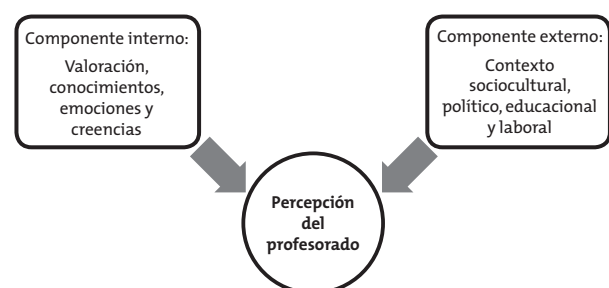 Componente interno:
Valoración,
conocimientos,
emociones y
creencias
Componente externo:
Contexto
sociocultural,
político, educacional
y laboral
Percepción
del
profesorado